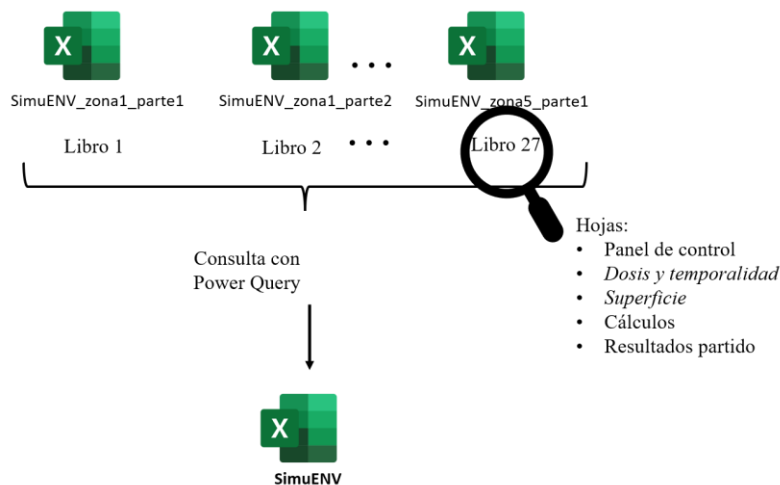 X X • • • X
SimuENV_zona1_parte1 SimuENV_zona1_parte2 SimuENV_zona5_parte1
Libro 1 Libro 2 • • • Libro 27
Hojas:
• Panel de control
• Dosis y temporalidad
• Superficie
• Cálculos
• Resultados partido
Consulta con
Power Query
X
SimuENV